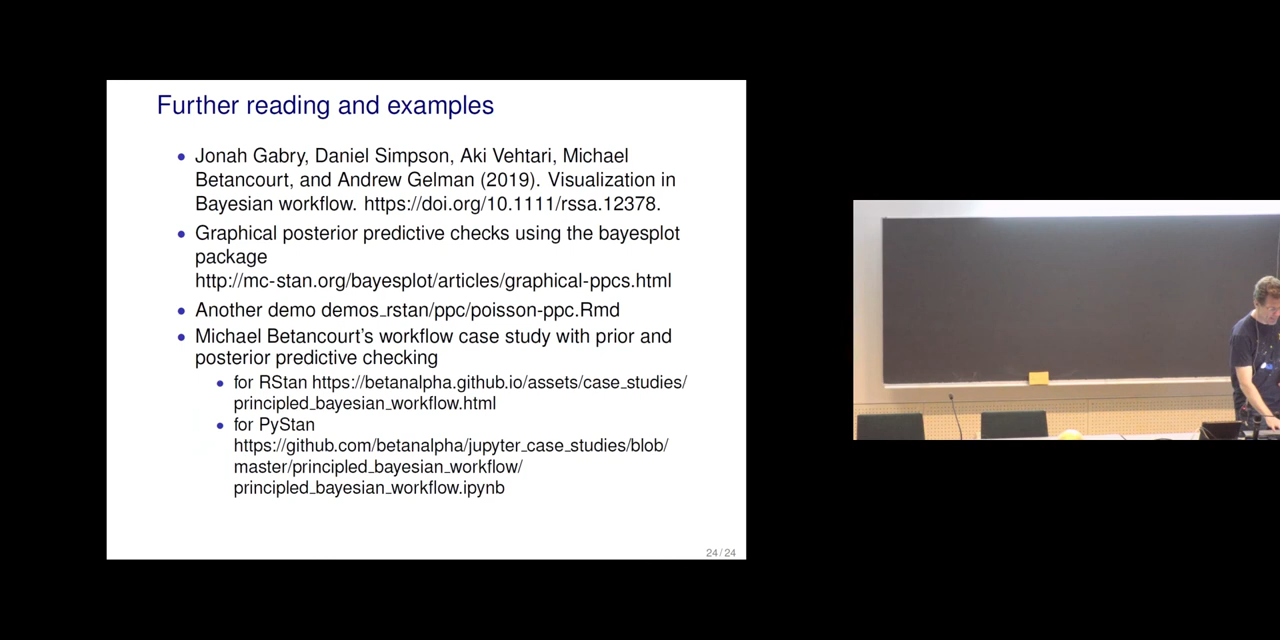 Further reading and examples
• Jonah Gabry, Daniel Simpson, Aki Vehtari, Michael
Betancourt, and Andrew Gelman (2019). Visualization in
Bayesian workflow. https://doi.org/10.1111/rssa.12378.
• Graphical posterior predictive checks using the bayesplot
package
http://mc-stan.org/bayesplot/articles/graphical-ppcs.html
• Another demo demos_rstan/ppc/poisson-ppc.Rmd
• Michael Betancourt's workflow case study with prior and
posterior predictive checking
• for RStan https://betanalpha.github.io/assets/case_studies/
principled_bayesian_workflow.html
• for PyStan
https://github.com/betanalpha/jupyter_case_studies/blob/
master/principled_bayesian_workflow/
principled_bayesian_workflow.ipynb
24 / 24